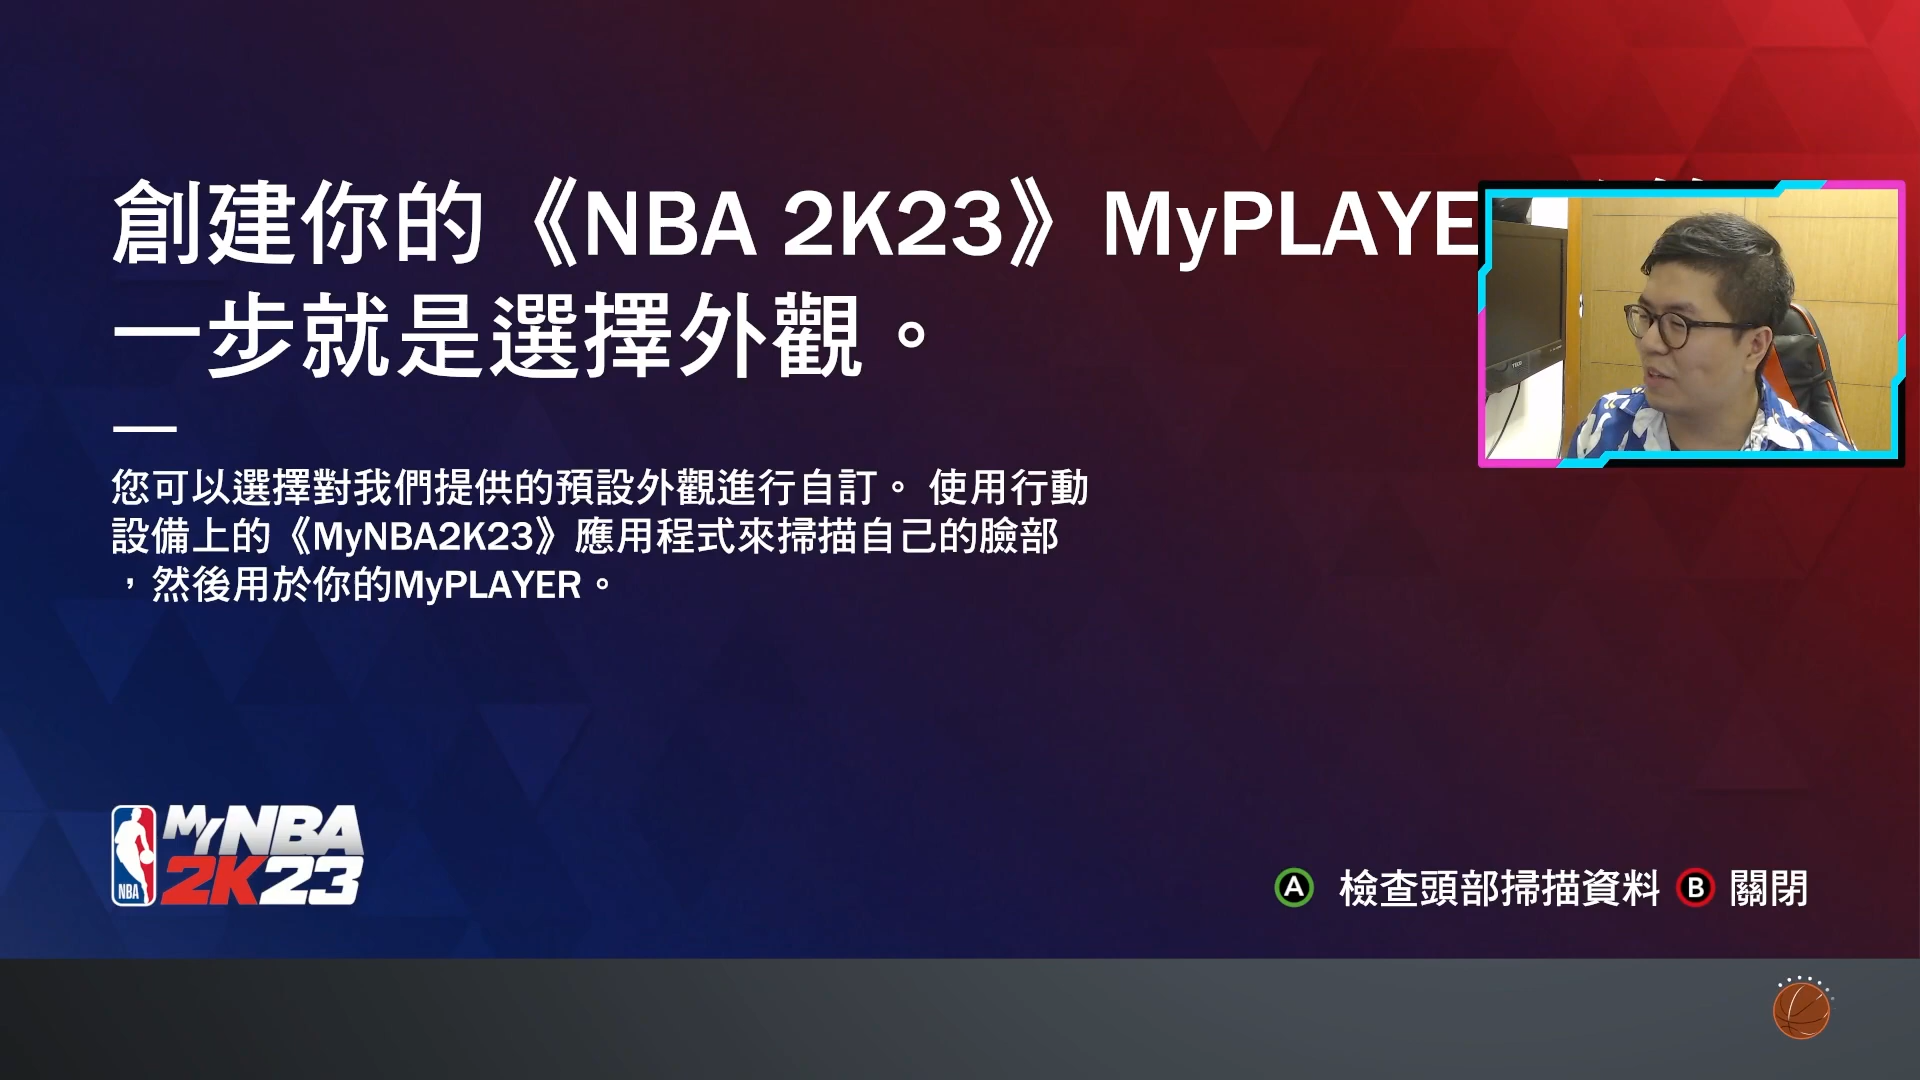 創建你的《NBA 2K23》MyPLAYE
一步就是選擇外觀。
您可以選擇對我們提供的預設外觀進行自訂。 使用行動
設備上的《MyNBA2K23》應用程式來掃描自己的臉部
，然後用於你的MyPLAYER。
NBA
MyNBA
2K23
A 檢查頭部掃描資料 B 關閉